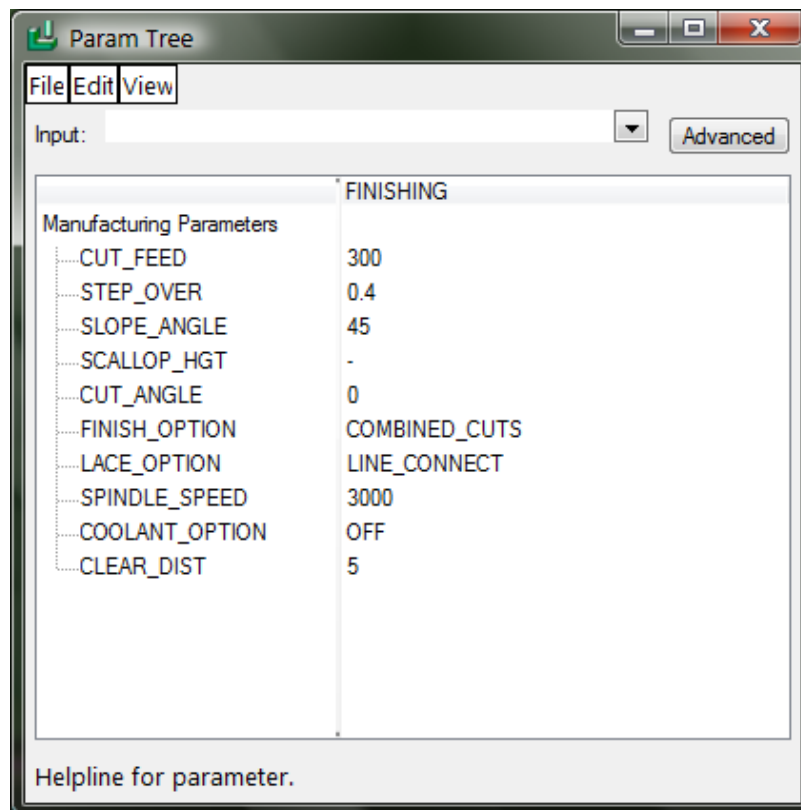 Param Tree
File Edit View
Input: Advanced
FINISHING
Manufacturing Parameters
CUT_FEED 300
STEP_OVER 0.4
SLOPE_ANGLE 45
SCALLOP_HGT -
CUT_ANGLE 0
FINISH_OPTION COMBINED_CUTS
LACE_OPTION LINE_CONNECT
SPINDLE_SPEED 3000
COOLANT_OPTION OFF
CLEAR_DIST 5
Helpline for parameter.